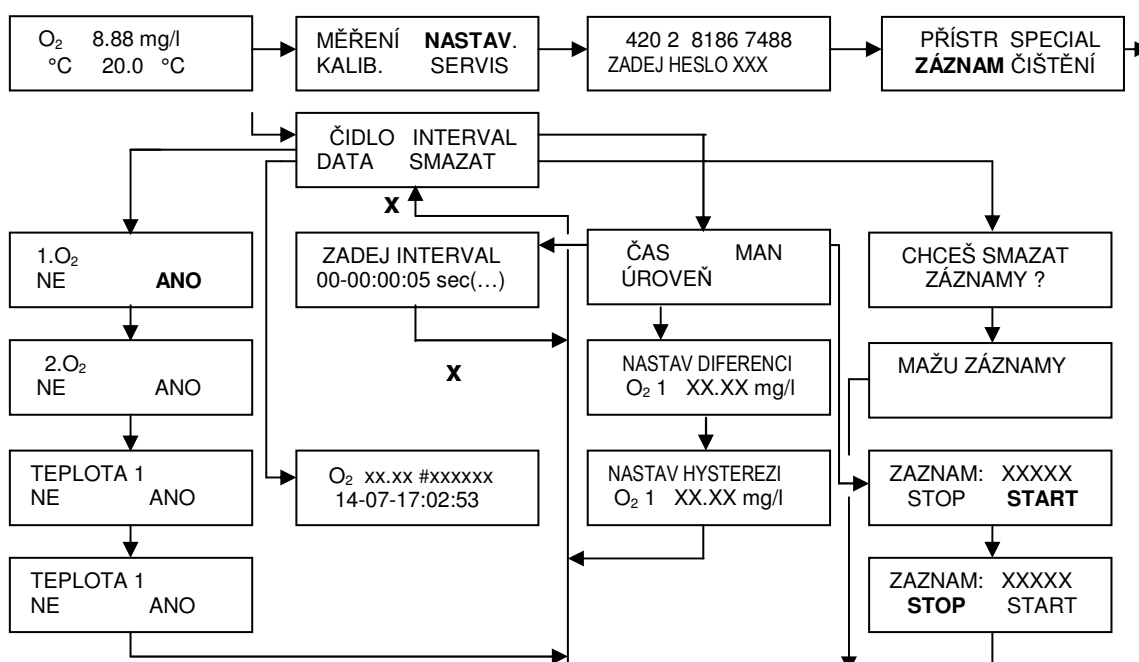 O₂ 8.88 mg/l
°C 20.0 °C
MĚŘENÍ NASTAV.
KALIB. SERVIS
420 2 8186 7488
ZADEJ HESLO XXX
PŘÍSTR SPECIAL
ZÁZNAM ČIŠTĚNÍ
ČIDLO INTERVAL
DATA SMAZAT
X
1.O₂
NE ANO
ZADEJ INTERVAL
00-00:00:05 sec(...)
ČAS MAN
ÚROVEŇ
CHCEŠ SMAZAT
ZÁZNAMY ?
X
2.O₂
NE ANO
NASTAV DIFERENCI
O₂ 1 XX.XX mg/l
MAŽU ZÁZNAMY
TEPLOTA 1
NE ANO
O₂ xx.xx #xxxxxx
14-07-17:02:53
NASTAV HYSTEREZI
O₂ 1 XX.XX mg/l
ZAZNAM: XXXXX
STOP START
TEPLOTA 1
NE ANO
ZAZNAM: XXXXX
STOP START